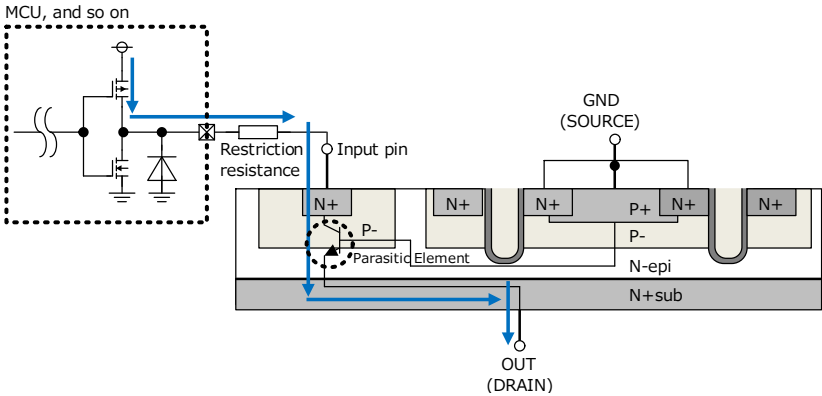 MCU, and so on
GND
(SOURCE)
Restriction
resistance
Input pin
N+
P-
N+
N+
P+
N+
N+
P-
Parasitic Element
N-epi
N+sub
OUT
(DRAIN)